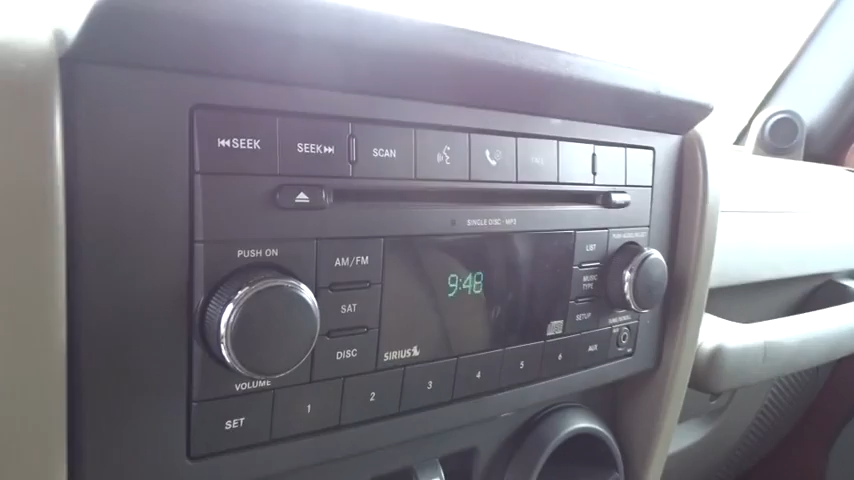 SEEK
SEEK
SCAN
SINGLE DISC · MP3
PUSH ON
AM/FM
SAT
DISC
VOLUME
9:48
SIRIUS
LIST
MUSIC
TYPE
SETUP
SET
1
2
3
4
5
6
AUX